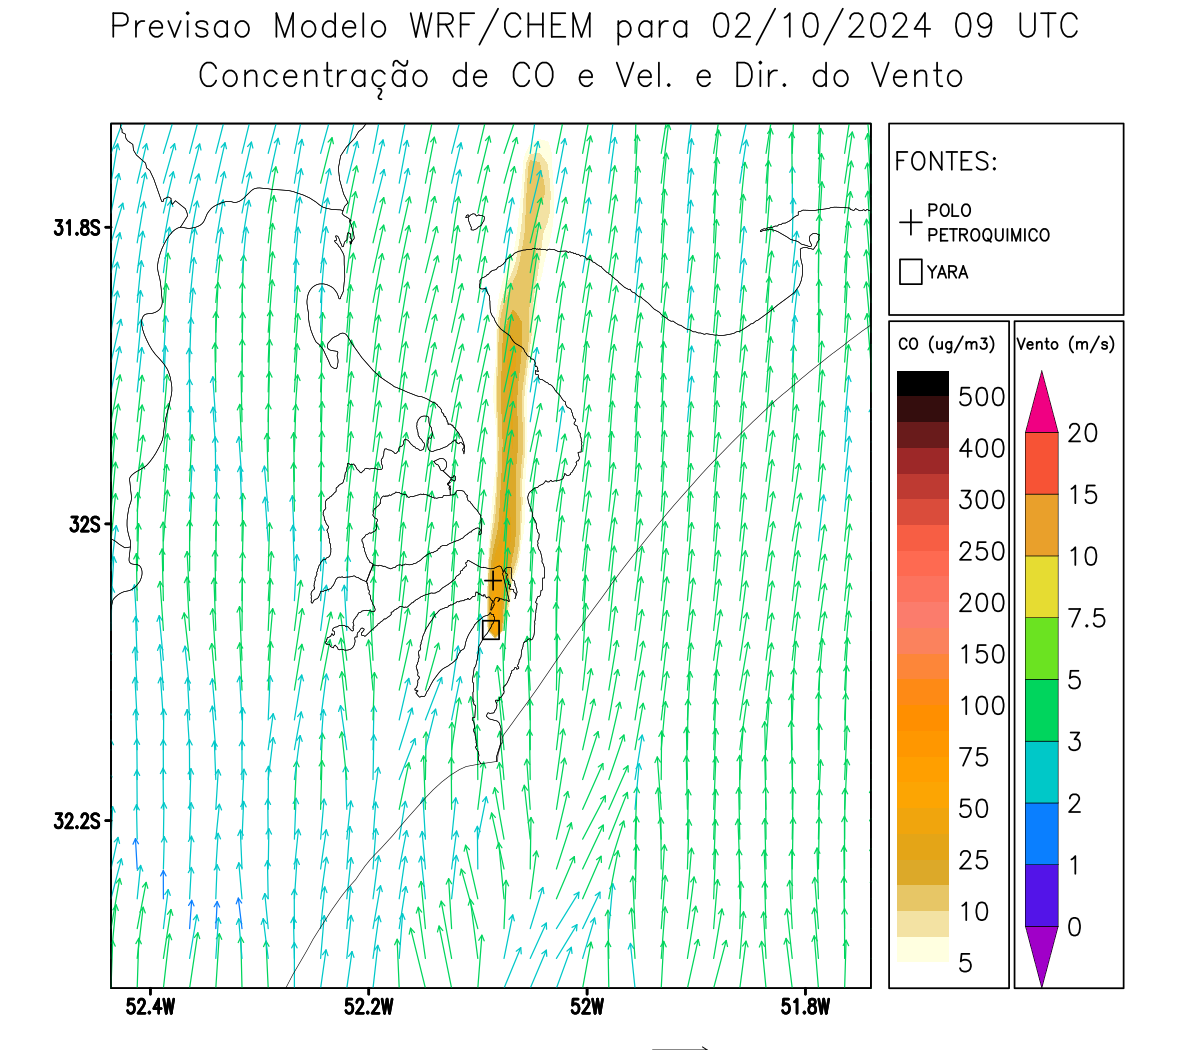 Previsao Modelo WRF/CHEM para 02/10/2024 09 UTC
Concentração de CO e Vel. e Dir. do Vento
FONTES:
POLO
PETROQUIMICO
YARA
CO (ug/m3)
500
400
300
250
200
150
100
75
50
25
10
5
Vento (m/s)
20
15
10
7.5
5
3
2
1
0
31.8S
32S
32.2S
52.4W
52.2W
52W
51.8W